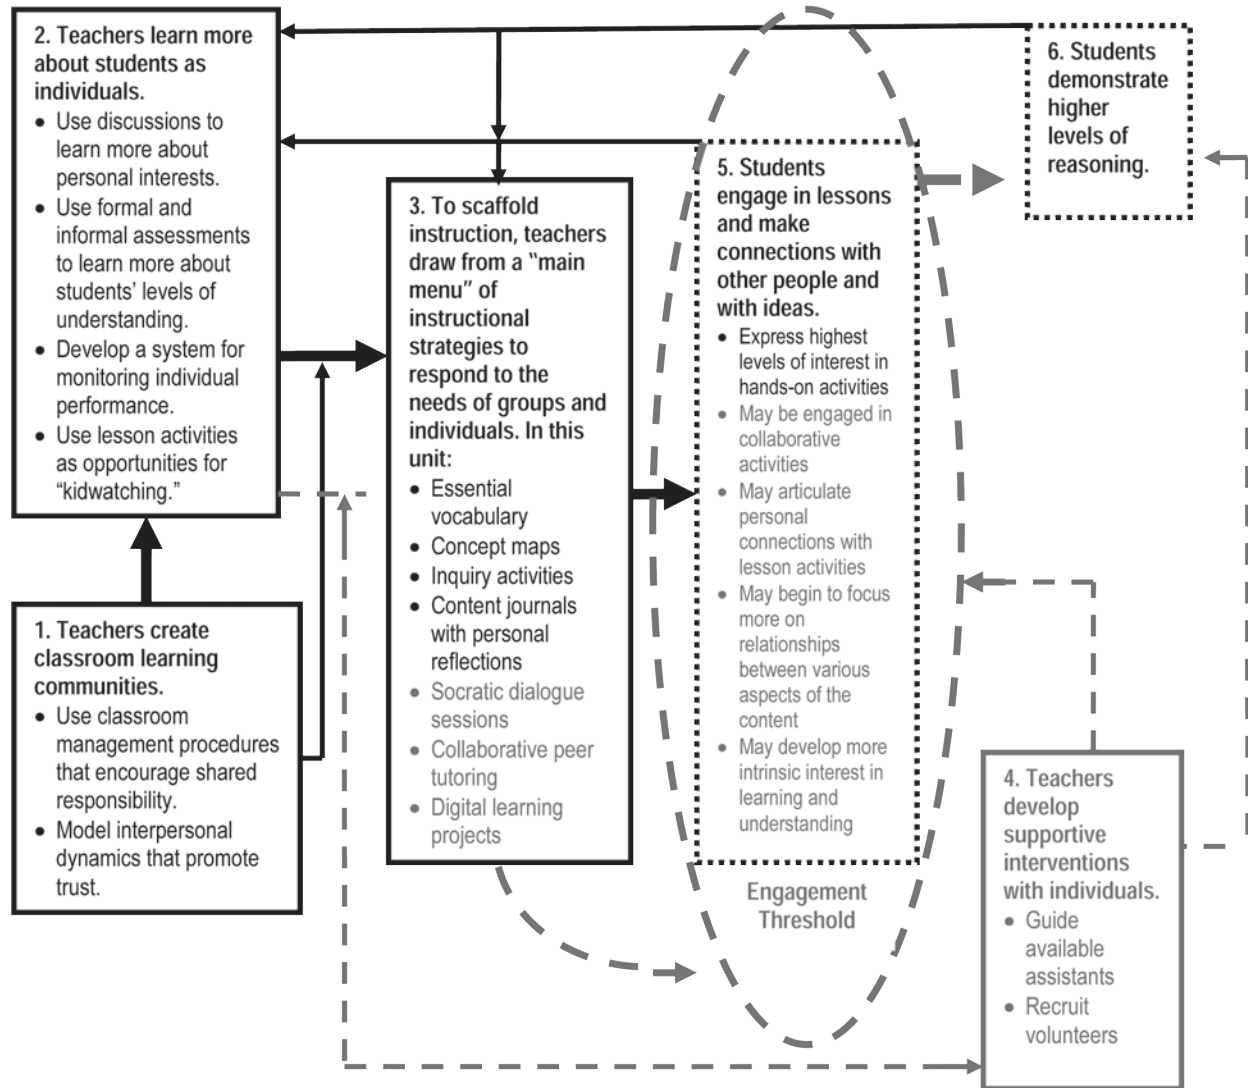 2. Teachers learn more
about students as
individuals.
• Use discussions to
learn more about
personal interests.
• Use formal and
informal assessments
to learn more about
students’ levels of
understanding.
• Develop a system for
monitoring individual
performance.
• Use lesson activities
as opportunities for
“kidwatching.”
1. Teachers create
classroom learning
communities.
• Use classroom
management procedures
that encourage shared
responsibility.
• Model interpersonal
dynamics that promote
trust.
3. To scaffold
instruction, teachers
draw from a “main
menu” of
instructional
strategies to
respond to the
needs of groups and
individuals. In this
unit:
• Essential
vocabulary
• Concept maps
• Inquiry activities
• Content journals
with personal
reflections
• Socratic dialogue
sessions
• Collaborative peer
tutoring
• Digital learning
projects
5. Students
engage in lessons
and make
connections with
other people and
with ideas.
• Express highest
levels of interest in
hands-on activities
• May be engaged in
collaborative
activities
• May articulate
personal
connections with
lesson activities
• May begin to focus
more on
relationships
between various
aspects of the
content
• May develop more
intrinsic interest in
learning and
understanding
Engagement
Threshold
6. Students
demonstrate
higher
levels of
reasoning.
4. Teachers
develop
supportive
interventions
with individuals.
• Guide
available
assistants
• Recruit
volunteers